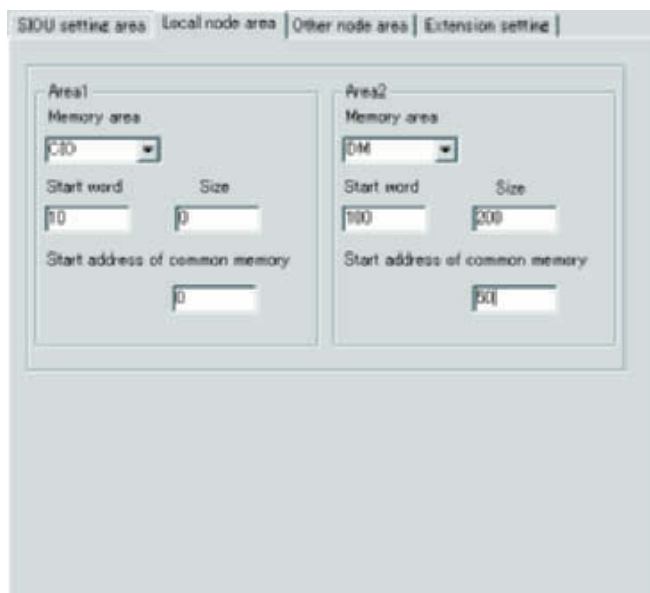 SIOU setting area Local node area Other node area Extension setting
Area1
Memory area
CIO
Start word Size
10 0
Start address of common memory
0
Area2
Memory area
DM
Start word Size
100 200
Start address of common memory
50